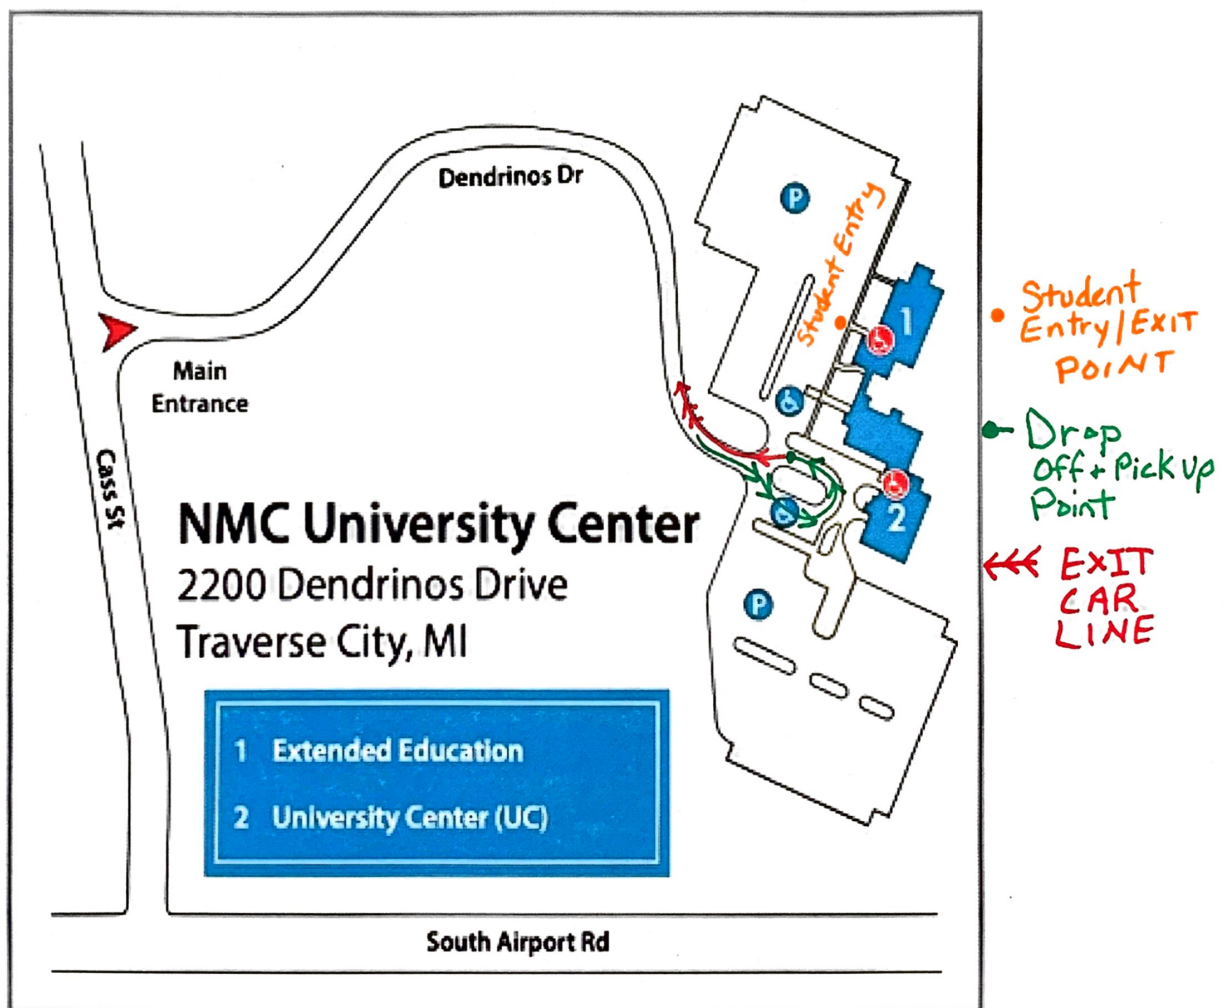 Dendrinos Dr
P
Student Entry
1
Main
Entrance
Cass St
2
NMC University Center
2200 Dendrinos Drive
Traverse City, MI
P
1 Extended Education
2 University Center (UC)
South Airport Rd
Student
Entry/EXIT
POINT
Drop
off + Pick up
Point
EXIT
CAR
LINE